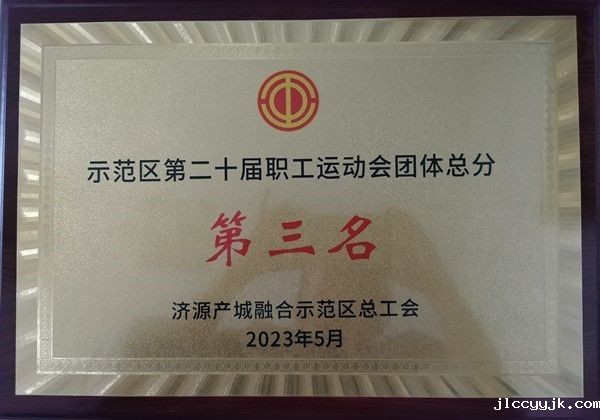 示范区第二十届职工运动会团体总分
第三名
济源产城融合示范区总工会
2023年5月
www.jlccyyjk.com